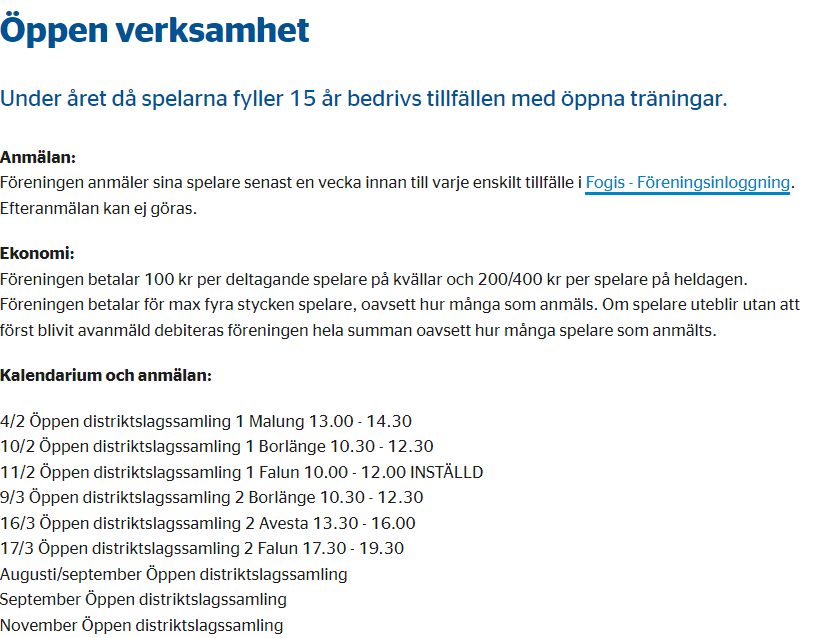 Öppen verksamhet
Under året då spelarna fyller 15 år bedrivs tillfällen med öppna träningar.
Anmälan:
Föreningen anmäler sina spelare senast en vecka innan till varje enskilt tillfälle i Fogis - Föreningsinloggning.
Efteranmälan kan ej göras.
Ekonomi:
Föreningen betalar 100 kr per deltagande spelare på kvällar och 200/400 kr per spelare på heldagen.
Föreningen betalar för max fyra stycken spelare, oavsett hur många som anmäls. Om spelare uteblir utan att
först blivit avanmäld debiteras föreningen hela summan oavsett hur många spelare som anmälts.
Kalendarium och anmälan:
4/2 Öppen distriktslagssamling 1 Malung 13.00 - 14.30
10/2 Öppen distriktslagssamling 1 Borlänge 10.30 - 12.30
11/2 Öppen distriktslagssamling 1 Falun 10.00 - 12.00 INSTÄLLD
9/3 Öppen distriktslagssamling 2 Borlänge 10.30 - 12.30
16/3 Öppen distriktslagssamling 2 Avesta 13.30 - 16.00
17/3 Öppen distriktslagssamling 2 Falun 17.30 - 19.30
Augusti/september Öppen distriktslagssamling
September Öppen distriktslagssamling
November Öppen distriktslagssamling